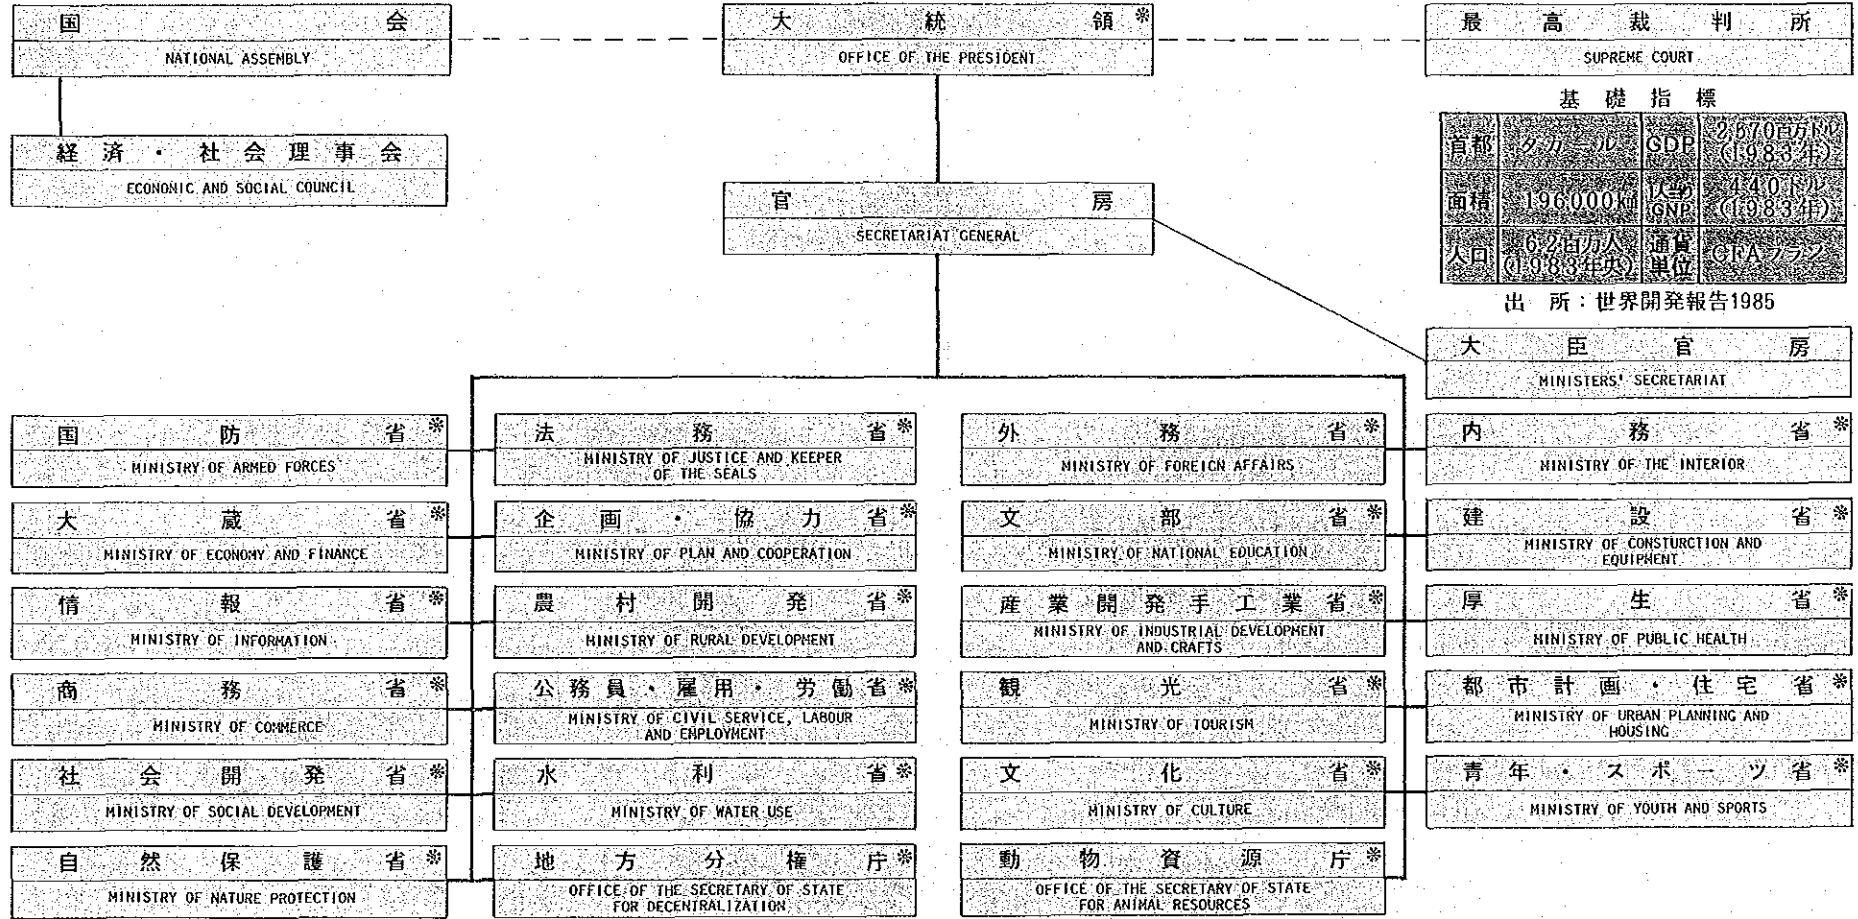 国会
NATIONAL ASSEMBLY
大統領※
OFFICE OF THE PRESIDENT
最高裁判所
SUPREME COURT
経済・社会理事会
ECONOMIC AND SOCIAL COUNCIL
官房
SECRETARIAT GENERAL
基礎指標
首都 ダカール GDP 2,570百万ドル
(1983年)
面積 196,000km² 1人当り
GNP 440ドル
(1983年)
人口 6.2百万人
(1983年央) 通貨
単位 CFAフラン
出所:世界開発報告1985
大臣官房
MINISTERS' SECRETARIAT
国防省※
MINISTRY OF ARMED FORCES
法務省※
MINISTRY OF JUSTICE AND KEEPER
OF THE SEALS
外務省※
MINISTRY OF FOREIGN AFFAIRS
内務省※
MINISTRY OF THE INTERIOR
大蔵省※
MINISTRY OF ECONOMY AND FINANCE
企画・協力省※
MINISTRY OF PLAN AND COOPERATION
文部省※
MINISTRY OF NATIONAL EDUCATION
建設省※
MINISTRY OF CONSTURCTION AND
EQUIPMENT
情報省※
MINISTRY OF INFORMATION
農村開発省※
MINISTRY OF RURAL DEVELOPMENT
産業開発手工業省※
MINISTRY OF INDUSTRIAL DEVELOPMENT
AND CRAFTS
厚生省※
MINISTRY OF PUBLIC HEALTH
商務省※
MINISTRY OF COMMERCE
公務員・雇用・労働省※
MINISTRY OF CIVIL SERVICE, LABOUR
AND EMPLOYMENT
観光省※
MINISTRY OF TOURISM
都市計画・住宅省※
MINISTRY OF URBAN PLANNING AND
HOUSING
社会開発省※
MINISTRY OF SOCIAL DEVELOPMENT
水利省※
MINISTRY OF WATER USE
文化省※
MINISTRY OF CULTURE
青年・スポーツ省※
MINISTRY OF YOUTH AND SPORTS
自然保護省※
MINISTRY OF NATURE PROTECTION
地方分権庁※
OFFICE OF THE SECRETARY OF STATE
FOR DECENTRALIZATION
動物資源庁※
OFFICE OF THE SECRETARY OF STATE
FOR ANIMAL RESOURCES